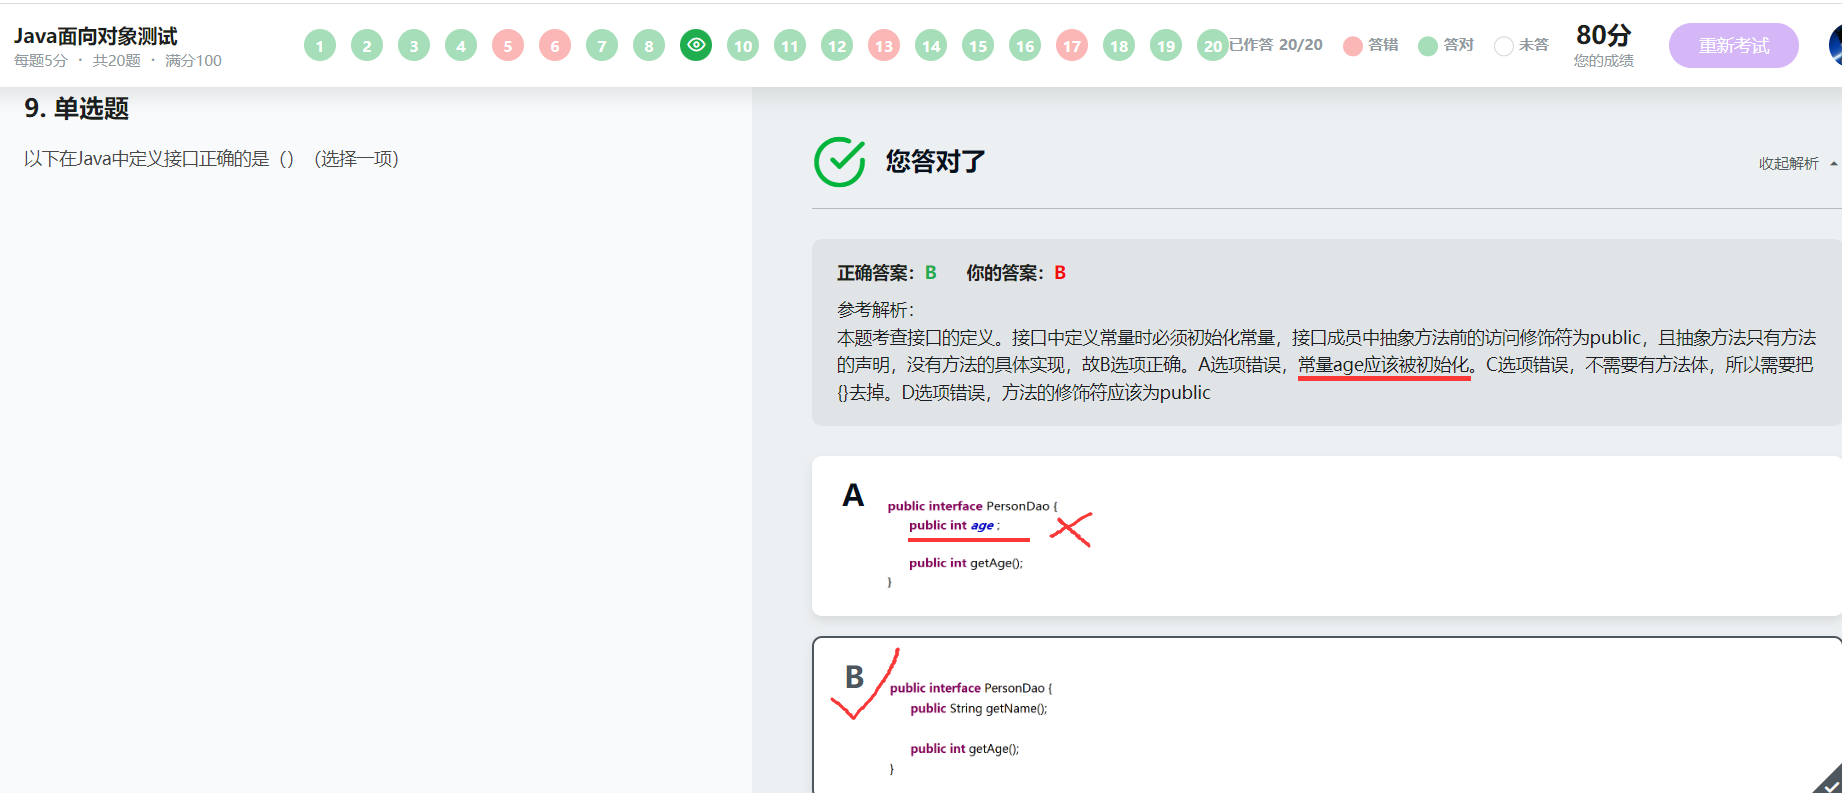 Java面向对象测试
每题5分 · 共20题 · 满分100
1 2 3 4 5 6 7 8 10 11 12 13 14 15 16 17 18 19 20
已作答 20/20 答错 答对 未答
80分
您的成绩
重新考试
9. 单选题
以下在Java中定义接口正确的是（）（选择一项）
您答对了
收起解析
正确答案：B 你的答案：B
参考解析：
本题考查接口的定义。接口中定义常量时必须初始化常量，接口成员中抽象方法前的访问修饰符为public，且抽象方法只有方法
的声明，没有方法的具体实现，故B选项正确。A选项错误，常量age应该被初始化。C选项错误，不需要有方法体，所以需要把
{}去掉。D选项错误，方法的修饰符应该为public
A
public interface PersonDao {
public int age ;
public int getAge();
}
B
public interface PersonDao {
public String getName();
public int getAge();
}